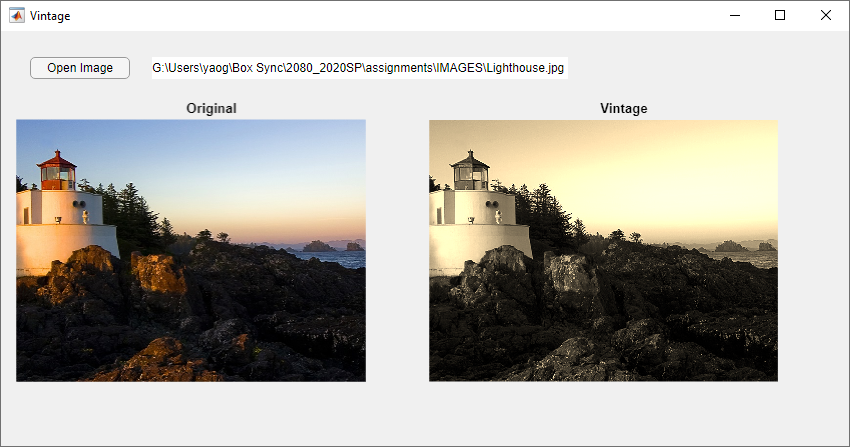 Vintage
Open Image G:\Users\yaog\Box Sync\2080_2020SP\assignments\IMAGES\Lighthouse.jpg
Original Vintage